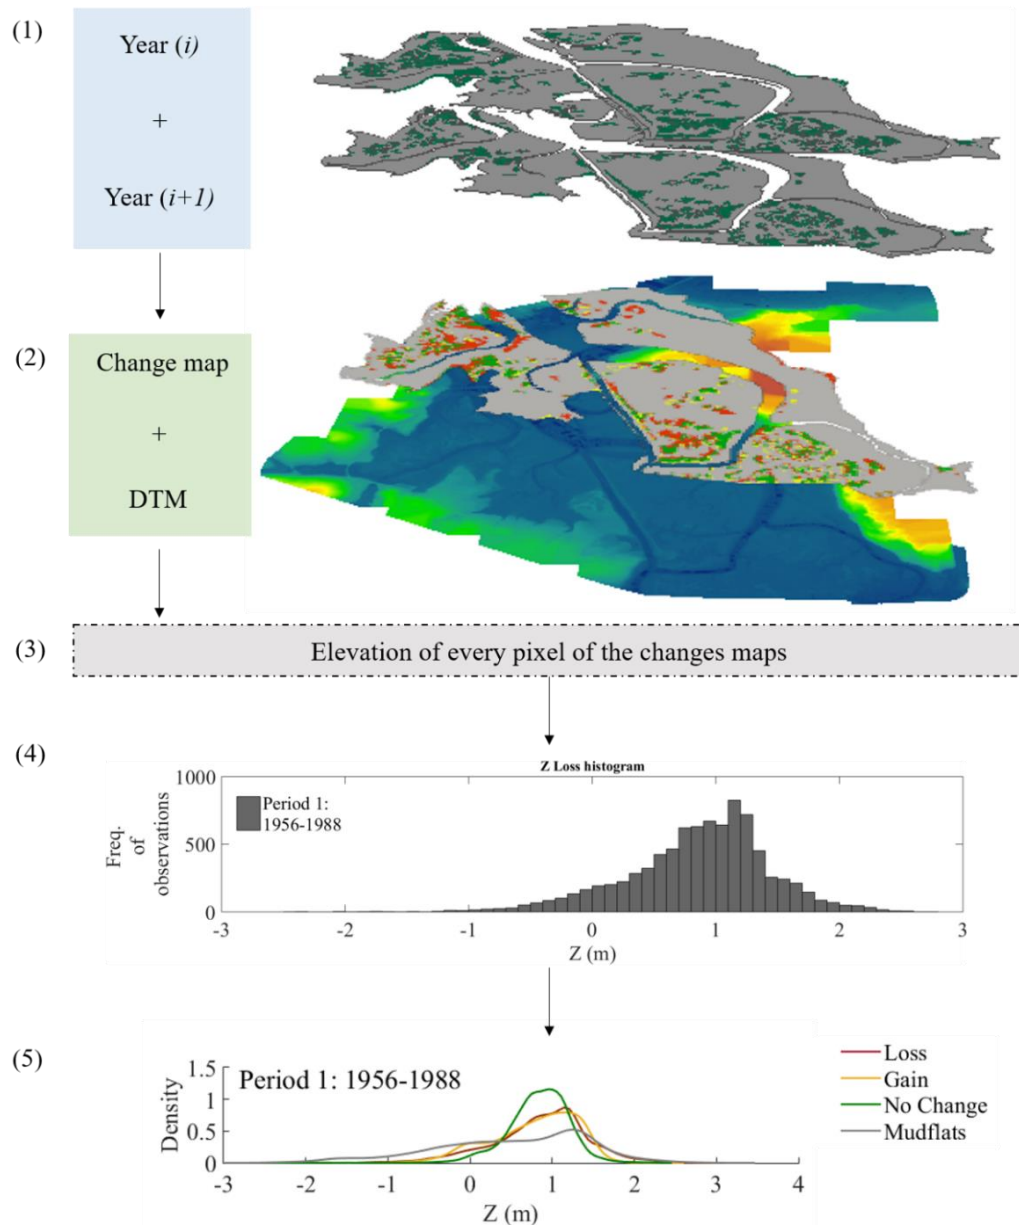 (1)
Year (i)
+
Year (i+1)
(2)
Change map
+
DTM
(3)
Elevation of every pixel of the changes maps
(4)
Z Loss histogram
Freq.
of
observations
1000
500
0
Period 1:
1956-1988
-3 -2 -1 0 1 2 3
Z (m)
(5)
Density
1.5
1
0.5
0
Period 1: 1956-1988
-3 -2 -1 0 1 2 3 4
Z (m)
Loss
Gain
No Change
Mudflats